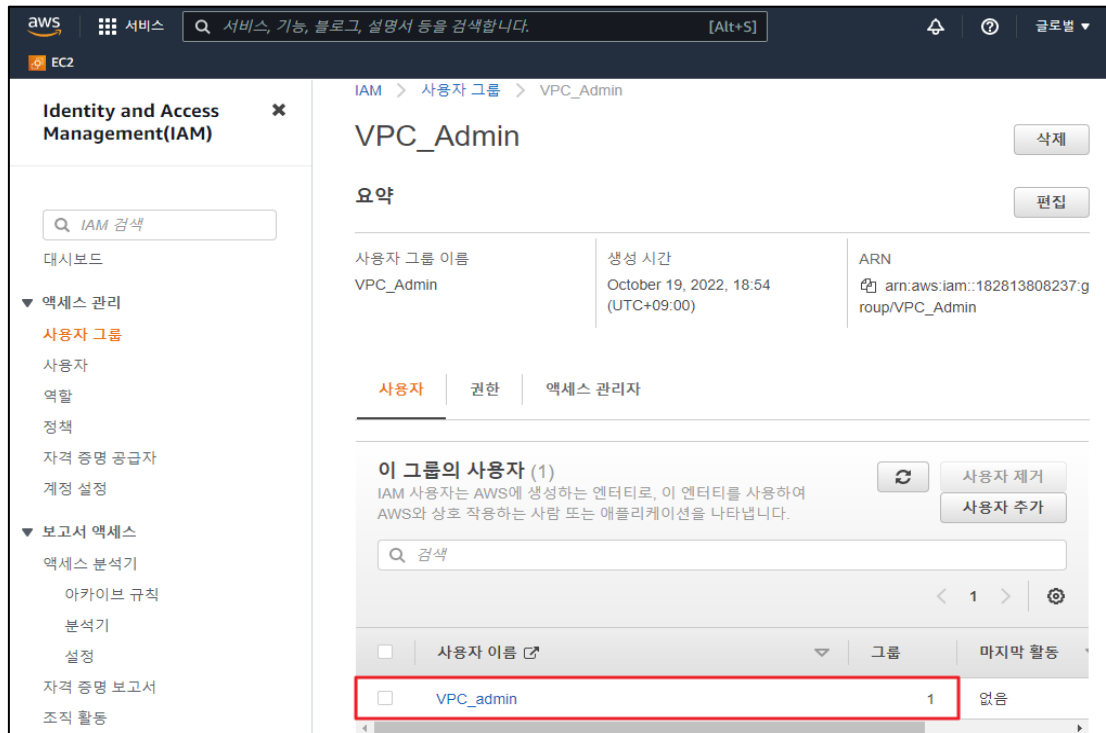 aws
서비스
서비스, 기능, 블로그, 설명서 등을 검색합니다.
[Alt+S]
글로벌 ▼
EC2
Identity and Access
Management(IAM)
IAM 검색
대시보드
▼ 액세스 관리
사용자 그룹
사용자
역할
정책
자격 증명 공급자
계정 설정
▼ 보고서 액세스
액세스 분석기
아카이브 규칙
분석기
설정
자격 증명 보고서
조직 활동
IAM > 사용자 그룹 > VPC_Admin
VPC_Admin
삭제
요약
편집
사용자 그룹 이름
VPC_Admin
생성 시간
October 19, 2022, 18:54
(UTC+09:00)
ARN
arn:aws:iam::182813808237:g
roup/VPC_Admin
사용자
권한
액세스 관리자
이 그룹의 사용자 (1)
IAM 사용자는 AWS에 생성하는 엔터티로, 이 엔터티를 사용하여
AWS와 상호 작용하는 사람 또는 애플리케이션을 나타냅니다.
사용자 제거
사용자 추가
검색
< 1 >
사용자 이름
그룹
마지막 활동
VPC_admin
1
없음